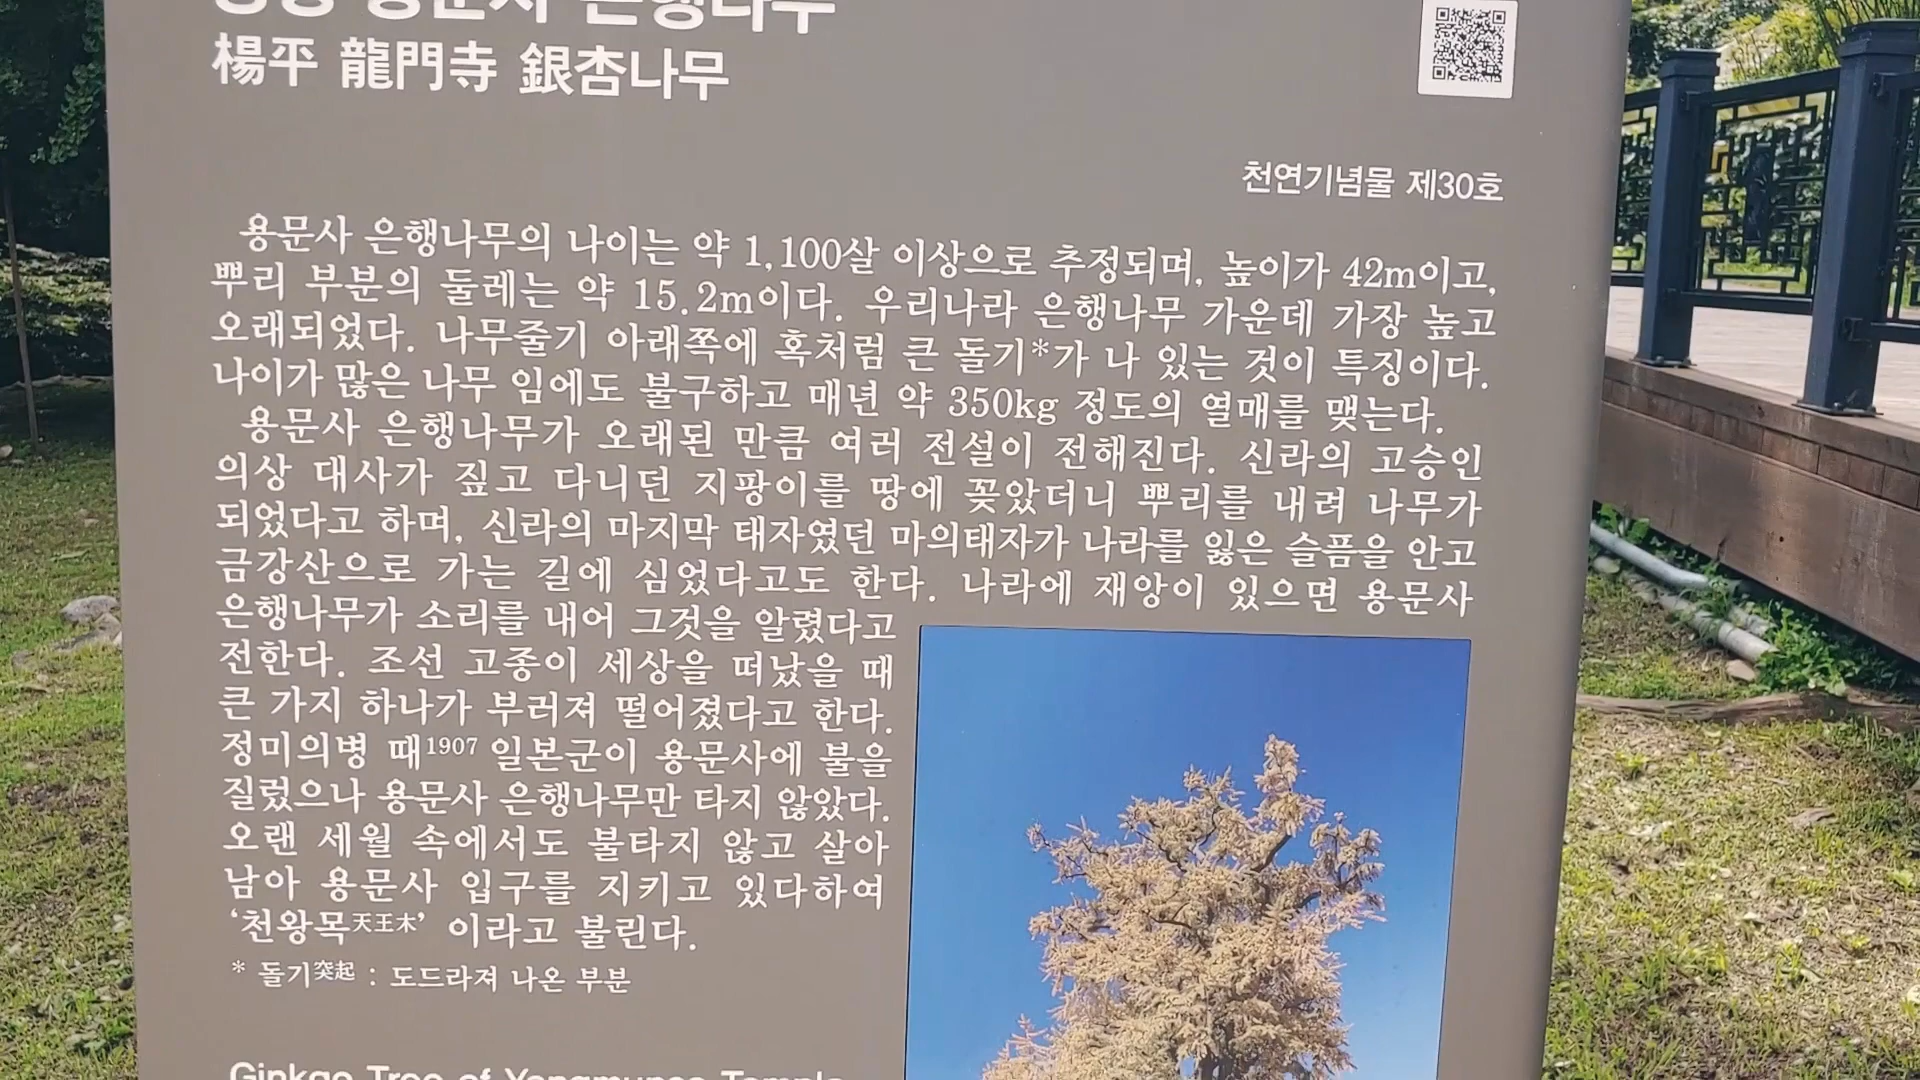 양평 용문사 은행나무
楊平 龍門寺 銀杏나무
천연기념물 제30호
용문사 은행나무의 나이는 약 1,100살 이상으로 추정되며, 높이가 42m이고,
뿌리 부분의 둘레는 약 15.2m이다. 우리나라 은행나무 가운데 가장 높고
오래되었다. 나무줄기 아래쪽에 혹처럼 큰 돌기*가 나 있는 것이 특징이다.
나이가 많은 나무 임에도 불구하고 매년 약 350kg 정도의 열매를 맺는다.
용문사 은행나무가 오래된 만큼 여러 전설이 전해진다. 신라의 고승인
의상 대사가 짚고 다니던 지팡이를 땅에 꽂았더니 뿌리를 내려 나무가
되었다고 하며, 신라의 마지막 태자였던 마의태자가 나라를 잃은 슬픔을 안고
금강산으로 가는 길에 심었다고도 한다. 나라에 재앙이 있으면 용문사
은행나무가 소리를 내어 그것을 알렸다고
전한다. 조선 고종이 세상을 떠났을 때
큰 가지 하나가 부러져 떨어졌다고 한다.
정미의병 때1907 일본군이 용문사에 불을
질렀으나 용문사 은행나무만 타지 않았다.
오랜 세월 속에서도 불타지 않고 살아
남아 용문사 입구를 지키고 있다하여
‘천왕목天王木’ 이라고 불린다.
* 돌기突起 : 도드라져 나온 부분
Ginkgo Tree of Yongmunsa Temple